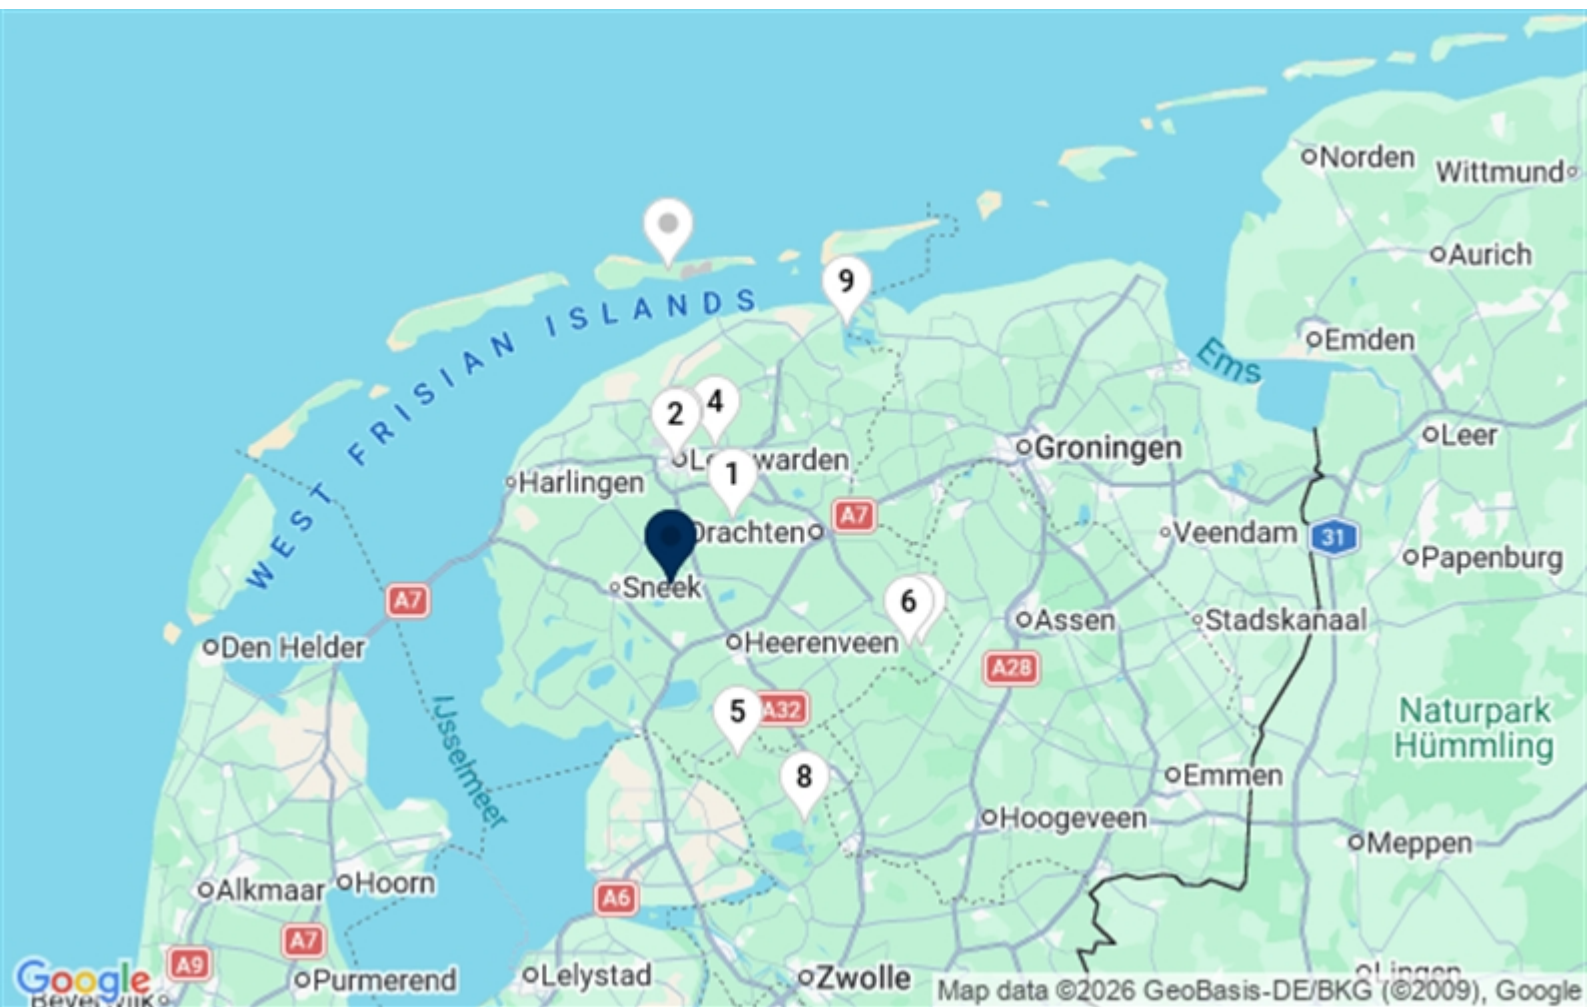 Norden
Wittmund
Aurich
9
WEST FRISIAN ISLANDS
Emden
Ems
4
2
Leer
Groningen
Harlingen
1
A7
Drachten
Veendam
31
Papenburg
Sneek
A7
6
Assen
Stadskanaal
Den Helder
Heerenveen
A28
5
A32
Naturpark
Hümmling
IJsselmeer
8
Emmen
Hoogeveen
Meppen
Alkmaar
Hoorn
A6
A7
A9
Purmerend
Lelystad
Zwolle
Google
Map data ©2026 GeoBasis-DE/BKG (©2009), Google